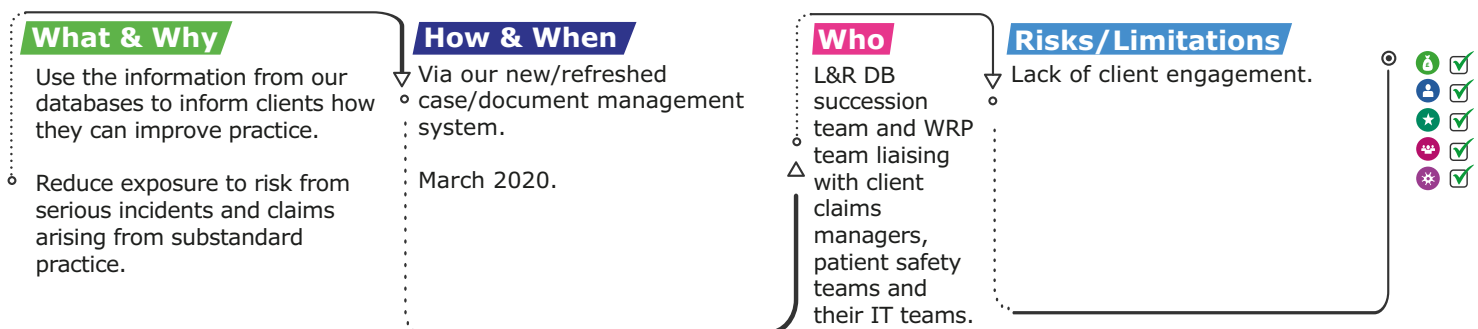 What & Why
Use the information from our
databases to inform clients how
they can improve practice.
Reduce exposure to risk from
serious incidents and claims
arising from substandard
practice.
How & When
Via our new/refreshed
case/document management
system.
March 2020.
Who
L&R DB
succession
team and WRP
team liaising
with client
claims
managers,
patient safety
teams and
their IT teams.
Risks/Limitations
Lack of client engagement.
£